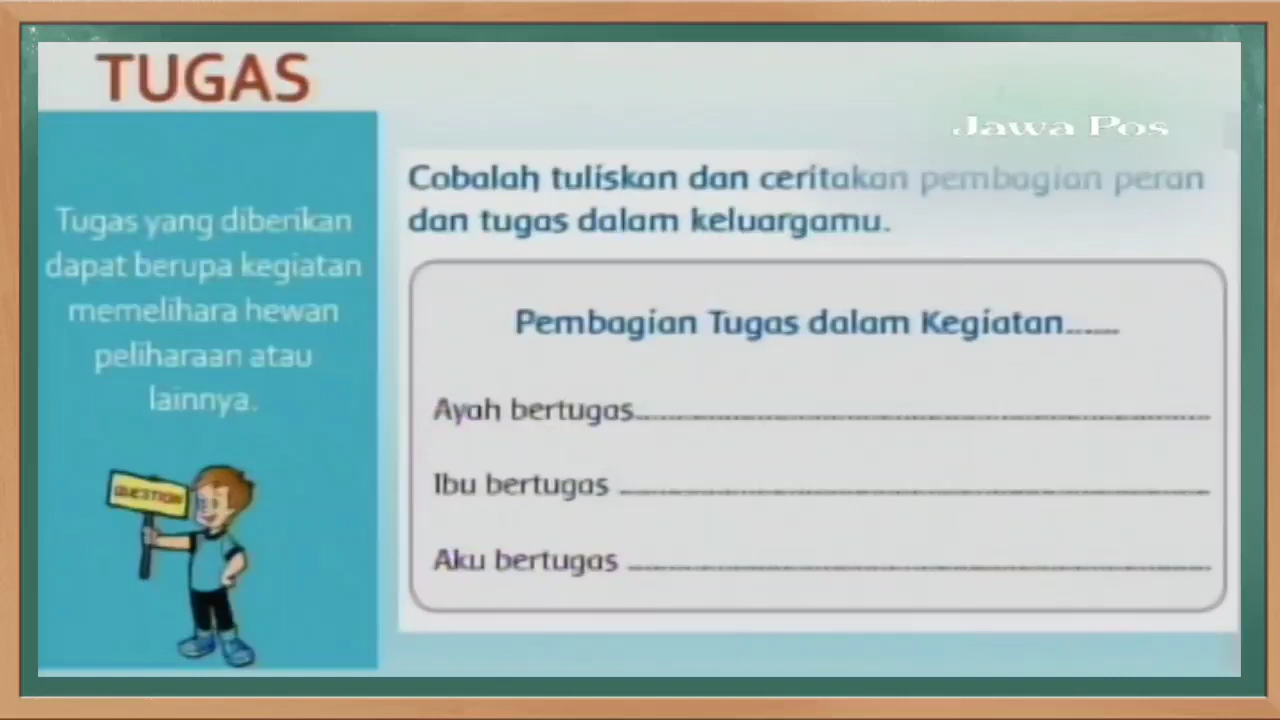 TUGAS
Jawa Pos
Tugas yang diberikan
dapat berupa kegiatan
memelihara hewan
peliharaan atau
lainnya.
QUESTION
Cobalah tuliskan dan ceritakan pembagian peran
dan tugas dalam keluargamu.
Pembagian Tugas dalam Kegiatan......
Ayah bertugas......
Ibu bertugas ......
Aku bertugas ......